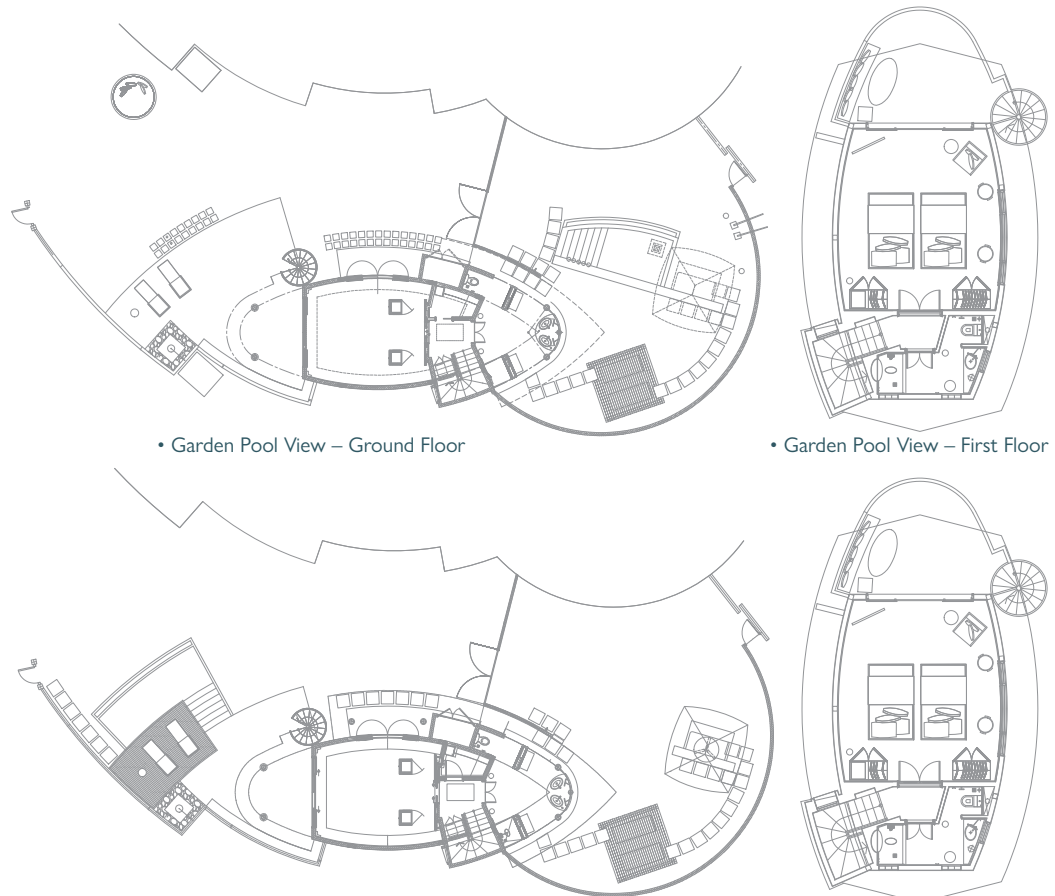 • Garden Pool View – Ground Floor
• Garden Pool View – First Floor